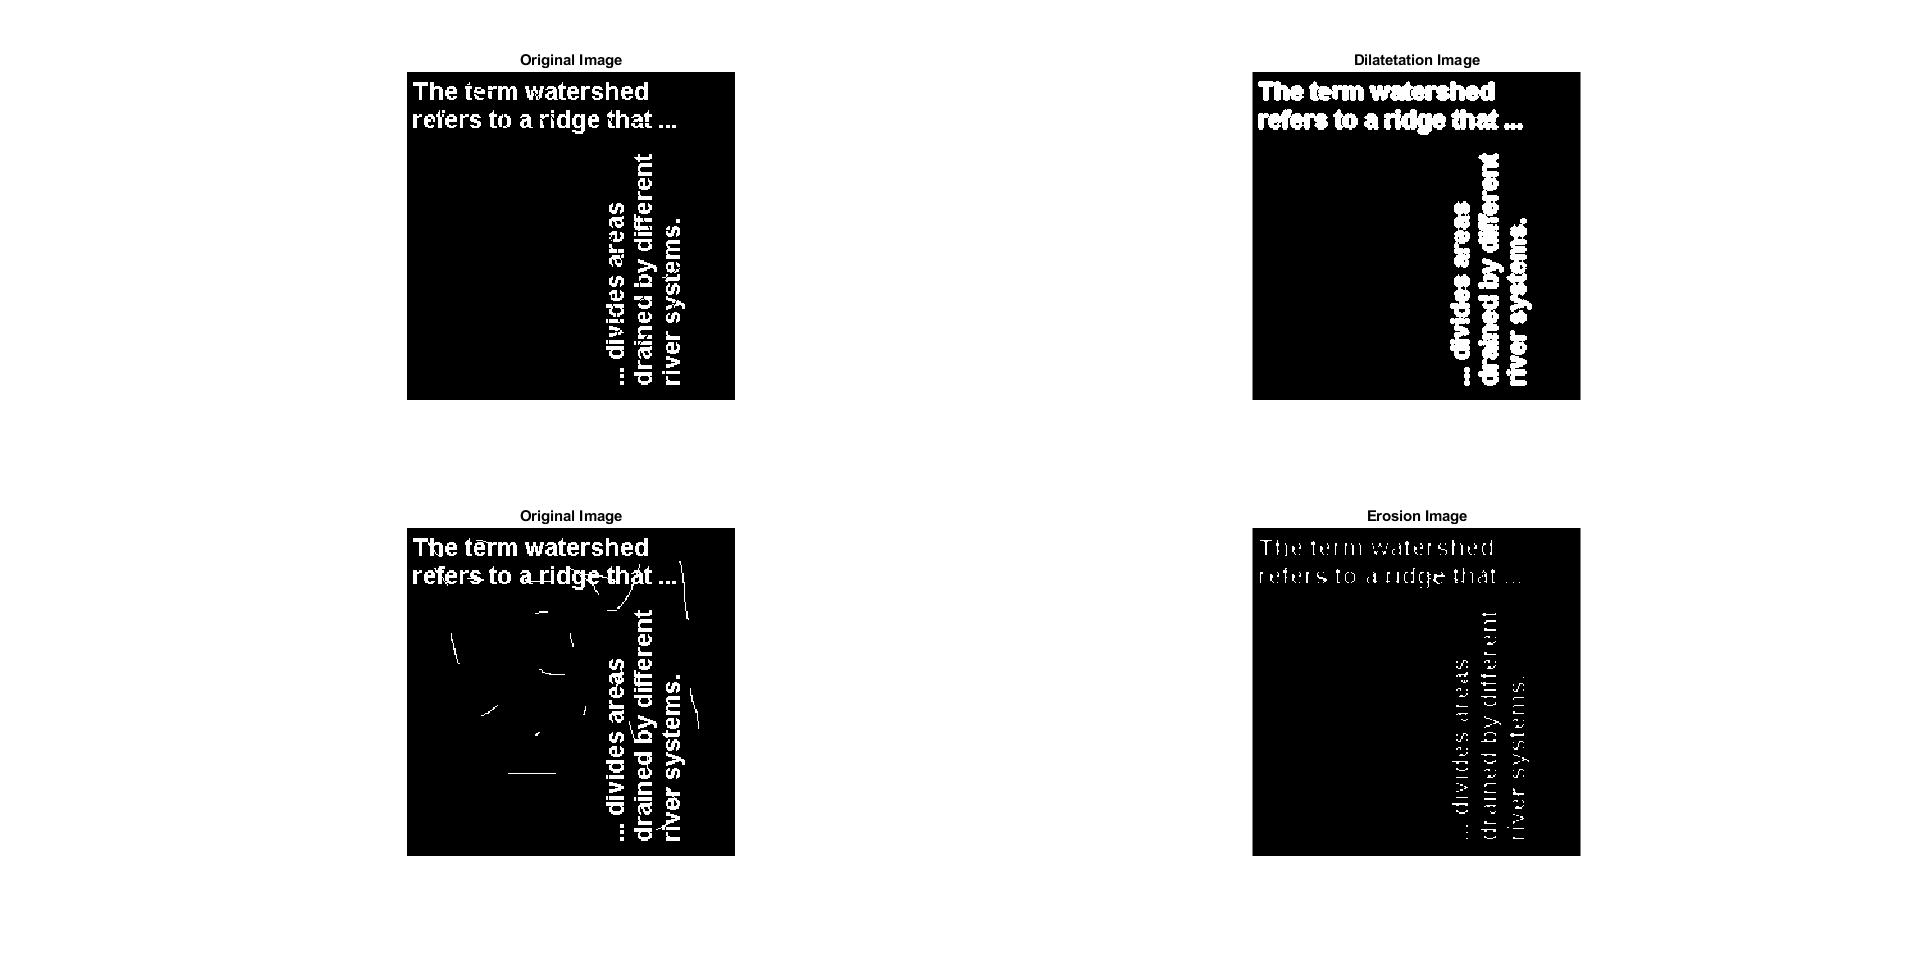 Original Image
The term watershed
refers to a ridge that ...
... divides areas
drained by different
river systems.
Dilatetation Image
The term watershed
refers to a ridge that ...
... divides areas
drained by different
river systems.
Original Image
The term watershed
refers to a ridge that ...
... divides areas
drained by different
river systems.
Erosion Image
The term watershed
refers to a ridge that ...
... divides areas
drained by different
river systems.